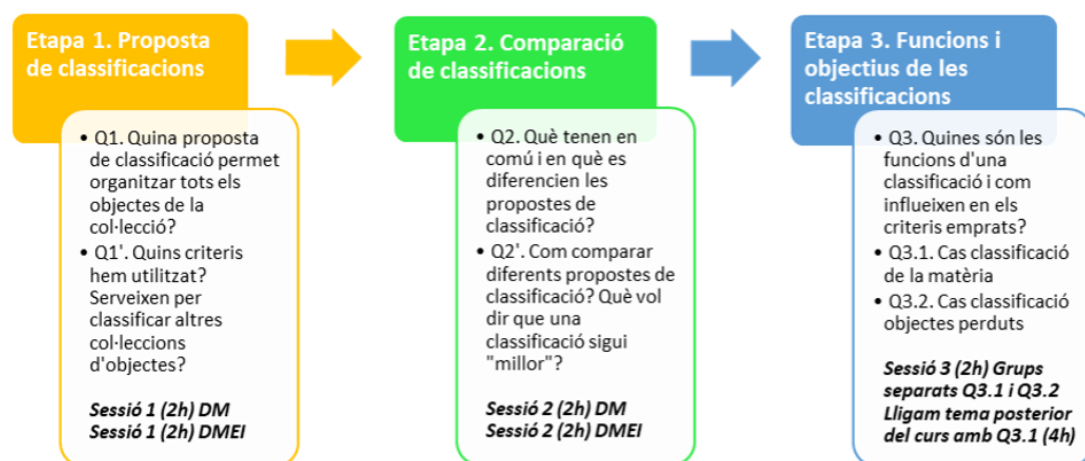 Etapa 1. Proposta
de classificacions
• Q1. Quina proposta
de classificació permet
organitzar tots els
objectes de la
col·lecció?
• Q1'. Quins criteris
hem utilitzat?
Serveixen per
classificar altres
col·leccions
d'objectes?
Sessió 1 (2h) DM
Sessió 1 (2h) DMEI
Etapa 2. Comparació
de classificacions
• Q2. Què tenen en
comú i en què es
diferencien les
propostes de
classificació?
• Q2'. Com comparar
diferents propostes de
classificació? Què vol
dir que una
classificació sigui
"millor"?
Sessió 2 (2h) DM
Sessió 2 (2h) DMEI
Etapa 3. Funcions i
objectius de les
classificacions
• Q3. Quines són les
funcions d'una
classificació i com
influeixen en els
criteris emprats?
• Q3.1. Cas classificació
de la matèria
• Q3.2. Cas classificació
objectes perduts
Sessió 3 (2h) Grups
separats Q3.1 i Q3.2
Lligam tema posterior
del curs amb Q3.1 (4h)